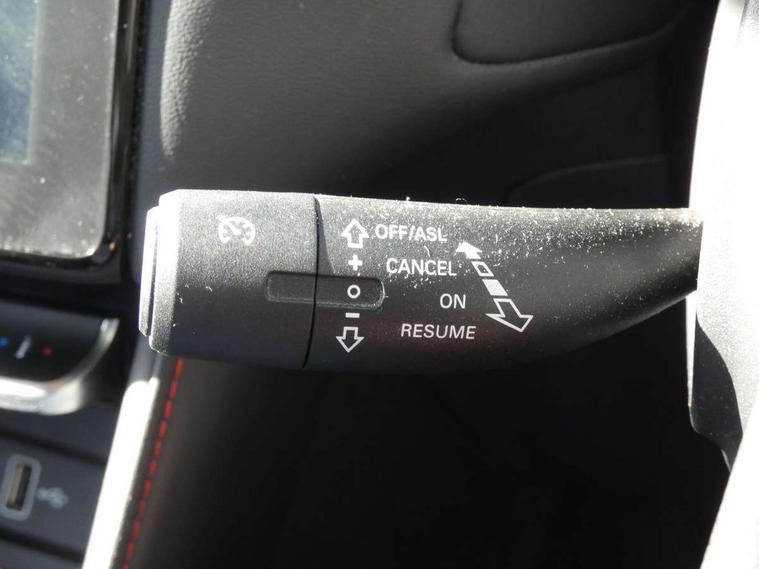 OFF/ASL
+ CANCEL
O ON
− RESUME